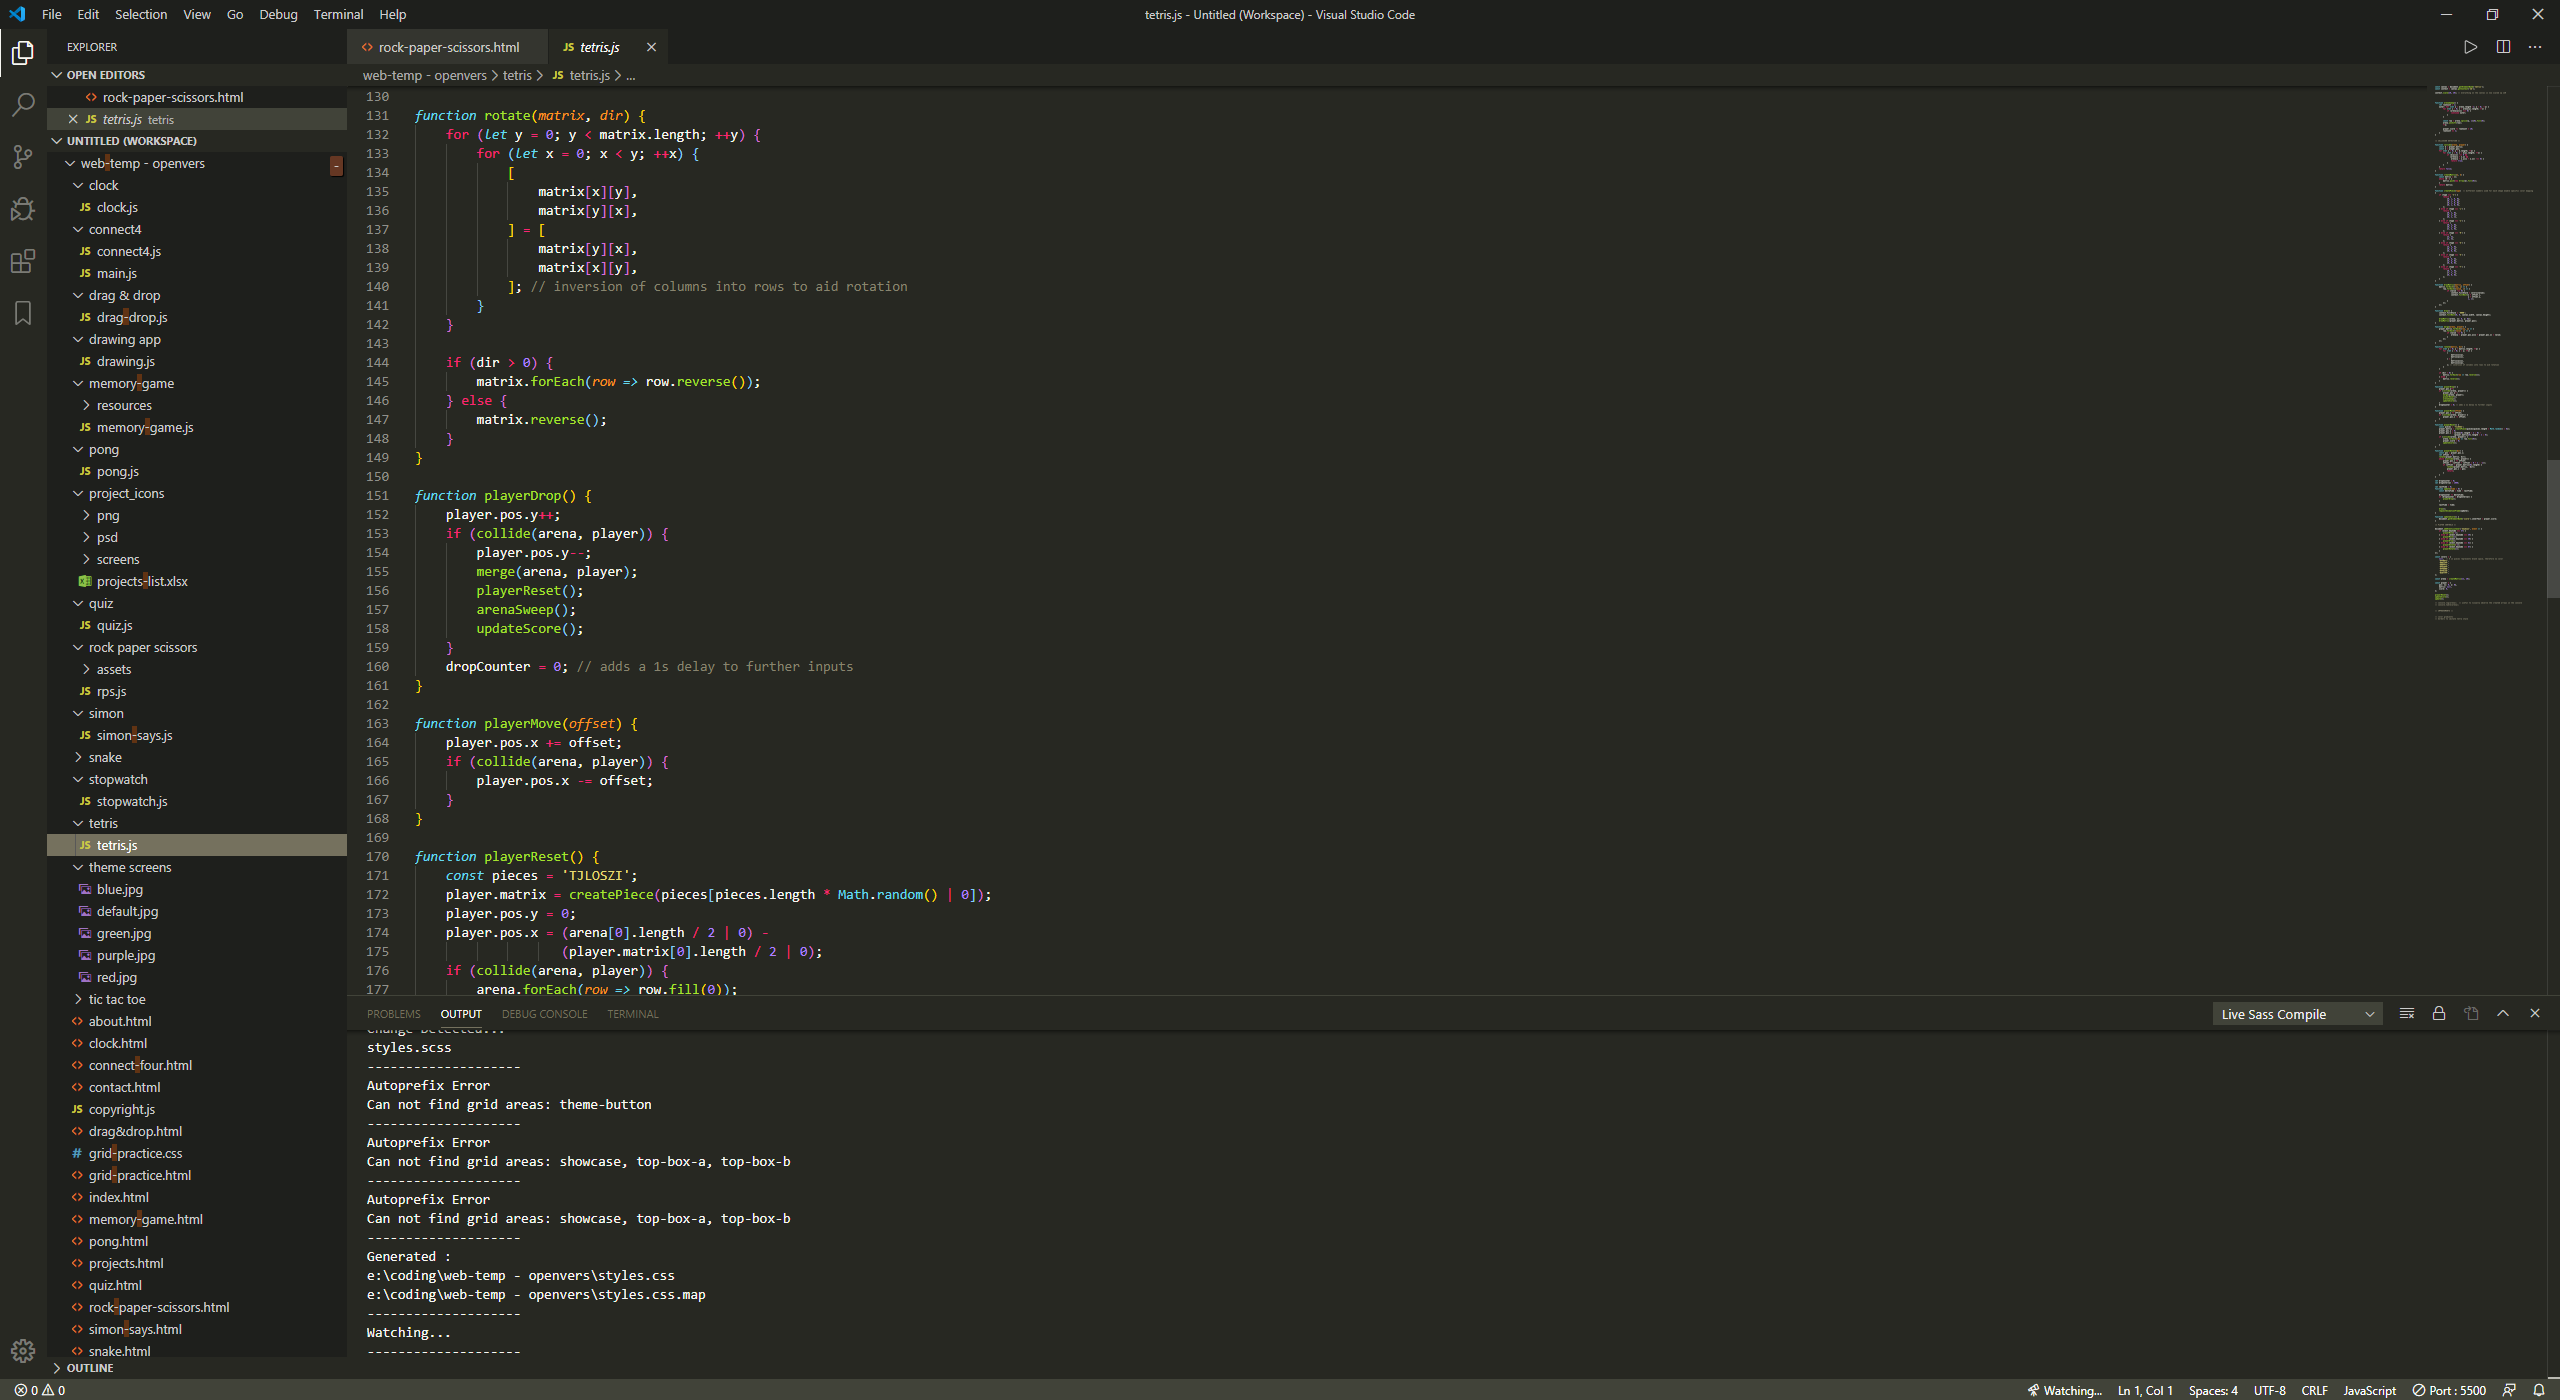 File Edit Selection View Go Debug Terminal Help
tetris.js - Untitled (Workspace) - Visual Studio Code
EXPLORER
OPEN EDITORS
rock-paper-scissors.html
tetris.js tetris
UNTITLED (WORKSPACE)
web-temp - openvers
clock
JS clock.js
connect4
JS connect4.js
JS main.js
drag & drop
JS drag-drop.js
drawing app
JS drawing.js
memory-game
resources
JS memory-game.js
pong
JS pong.js
project_icons
png
psd
screens
projects-list.xlsx
quiz
JS quiz.js
rock paper scissors
assets
JS rps.js
simon
JS simon-says.js
snake
stopwatch
JS stopwatch.js
tetris
JS tetris.js
theme screens
blue.jpg
default.jpg
green.jpg
purple.jpg
red.jpg
tic tac toe
about.html
clock.html
connect-four.html
contact.html
JS copyright.js
drag&drop.html
# grid-practice.css
grid-practice.html
index.html
memory-game.html
pong.html
projects.html
quiz.html
rock-paper-scissors.html
simon-says.html
snake.html
OUTLINE
rock-paper-scissors.html JS tetris.js
web-temp - openvers > tetris > JS tetris.js > ...
130
131 function rotate(matrix, dir) {
132 for (let y = 0; y < matrix.length; ++y) {
133 for (let x = 0; x < y; ++x) {
134 [
135 matrix[x][y],
136 matrix[y][x],
137 ] = [
138 matrix[y][x],
139 matrix[x][y],
140 ]; // inversion of columns into rows to aid rotation
141 }
142 }
143
144 if (dir > 0) {
145 matrix.forEach(row => row.reverse());
146 } else {
147 matrix.reverse();
148 }
149 }
150
151 function playerDrop() {
152 player.pos.y++;
153 if (collide(arena, player)) {
154 player.pos.y--;
155 merge(arena, player);
156 playerReset();
157 arenaSweep();
158 updateScore();
159 }
160 dropCounter = 0; // adds a 1s delay to further inputs
161 }
162
163 function playerMove(offset) {
164 player.pos.x += offset;
165 if (collide(arena, player)) {
166 player.pos.x -= offset;
167 }
168 }
169
170 function playerReset() {
171 const pieces = 'TJLOSZI';
172 player.matrix = createPiece(pieces[pieces.length * Math.random() | 0]);
173 player.pos.y = 0;
174 player.pos.x = (arena[0].length / 2 | 0) -
175 (player.matrix[0].length / 2 | 0);
176 if (collide(arena, player)) {
177 arena.forEach(row => row.fill(0));
PROBLEMS OUTPUT DEBUG CONSOLE TERMINAL
Live Sass Compile
Change Detected...
styles.scss
--------------------
Autoprefix Error
Can not find grid areas: theme-button
--------------------
Autoprefix Error
Can not find grid areas: showcase, top-box-a, top-box-b
--------------------
Autoprefix Error
Can not find grid areas: showcase, top-box-a, top-box-b
--------------------
Generated :
e:\coding\web-temp - openvers\styles.css
e:\coding\web-temp - openvers\styles.css.map
--------------------
Watching...
--------------------
0 0
Watching... Ln 1, Col 1 Spaces: 4 UTF-8 CRLF JavaScript Port : 5500